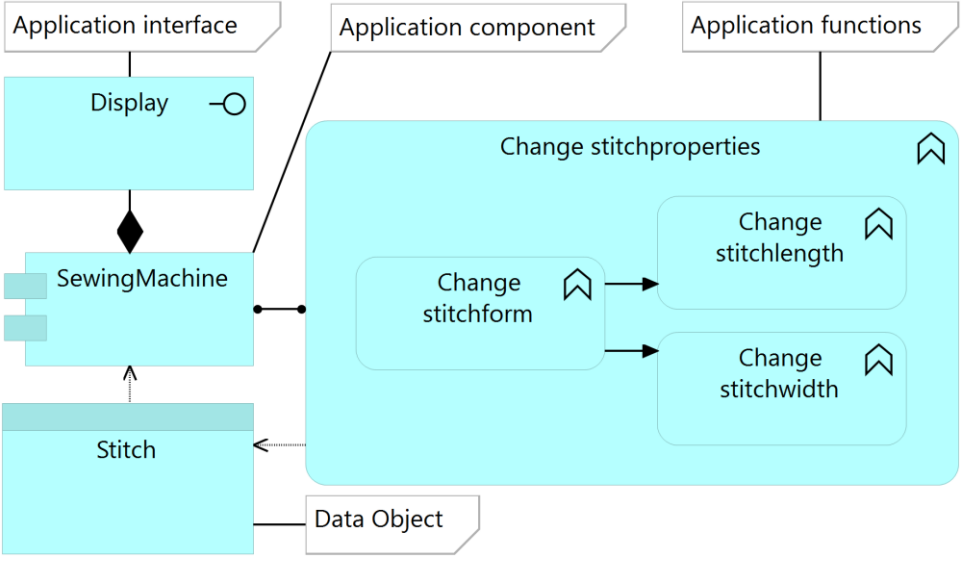 Application interface
Application component
Application functions
Display
Change stitchproperties
SewingMachine
Change
stitchform
Change
stitchlength
Change
stitchwidth
Stitch
Data Object